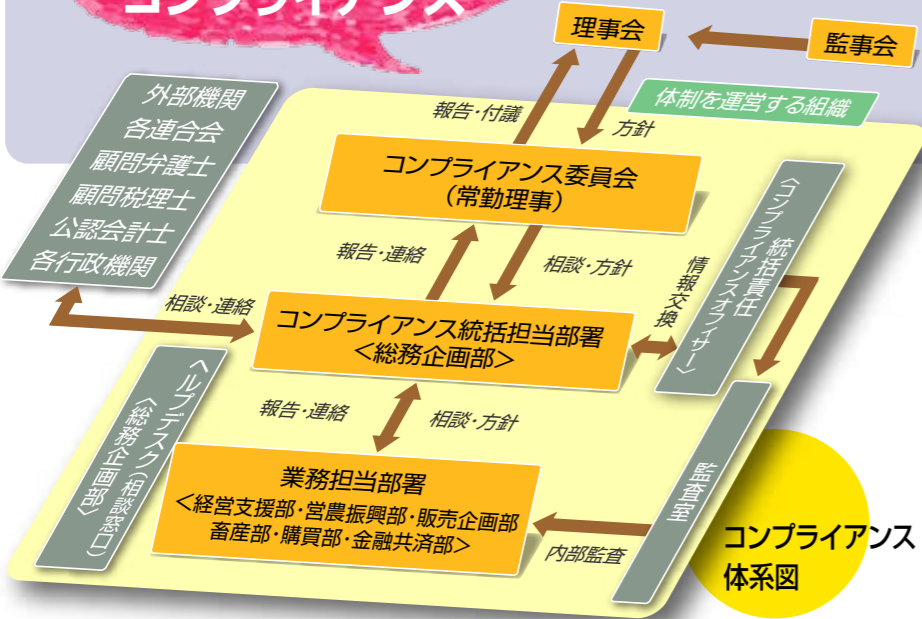 コンプライアンス
理事会
監事会
体制を運営する組織
報告・付議
方針
外部機関
各連合会
顧問弁護士
顧問税理士
公認会計士
各行政機関
コンプライアンス委員会
（常勤理事）
報告・連絡
相談・方針
情報交換
統括責任
＜コンプライアンスオフィサー＞
相談・連絡
コンプライアンス統括担当部署
＜総務企画部＞
ヘルプデスク（相談窓口）
＜総務企画部＞
報告・連絡
相談・方針
業務担当部署
＜経営支援部・営農振興部・販売企画部
畜産部・購買部・金融共済部＞
内部監査
監査室
コンプライアンス
体系図